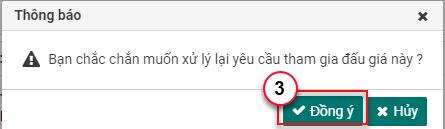 Thông báo
Bạn chắc chắn muốn xử lý lại yêu cầu tham gia đấu giá này ?
3
Đồng ý
Hủy